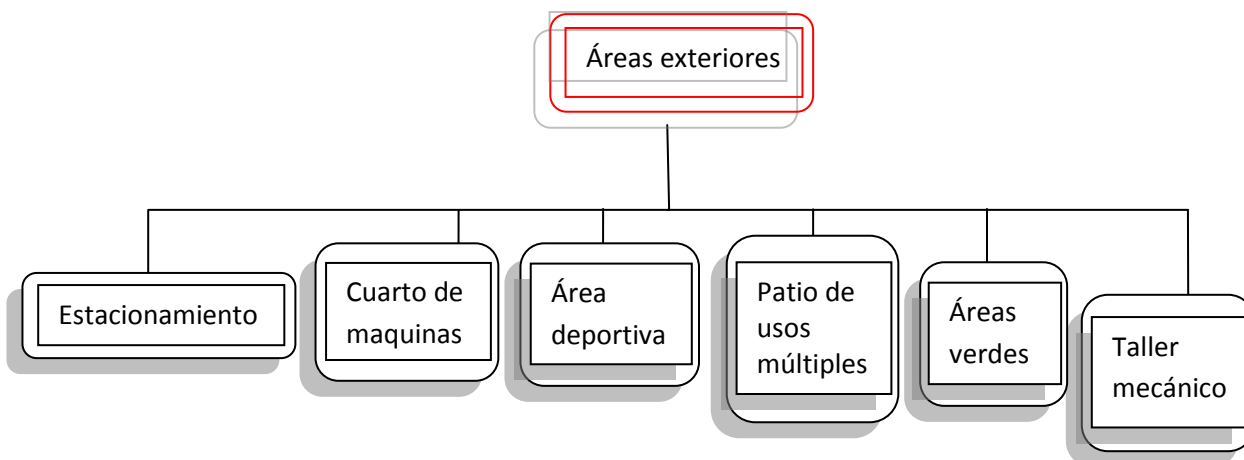 Áreas exteriores
Estacionamiento
Cuarto de
maquinas
Área
deportiva
Patio de
usos
múltiples
Áreas
verdes
Taller
mecánico